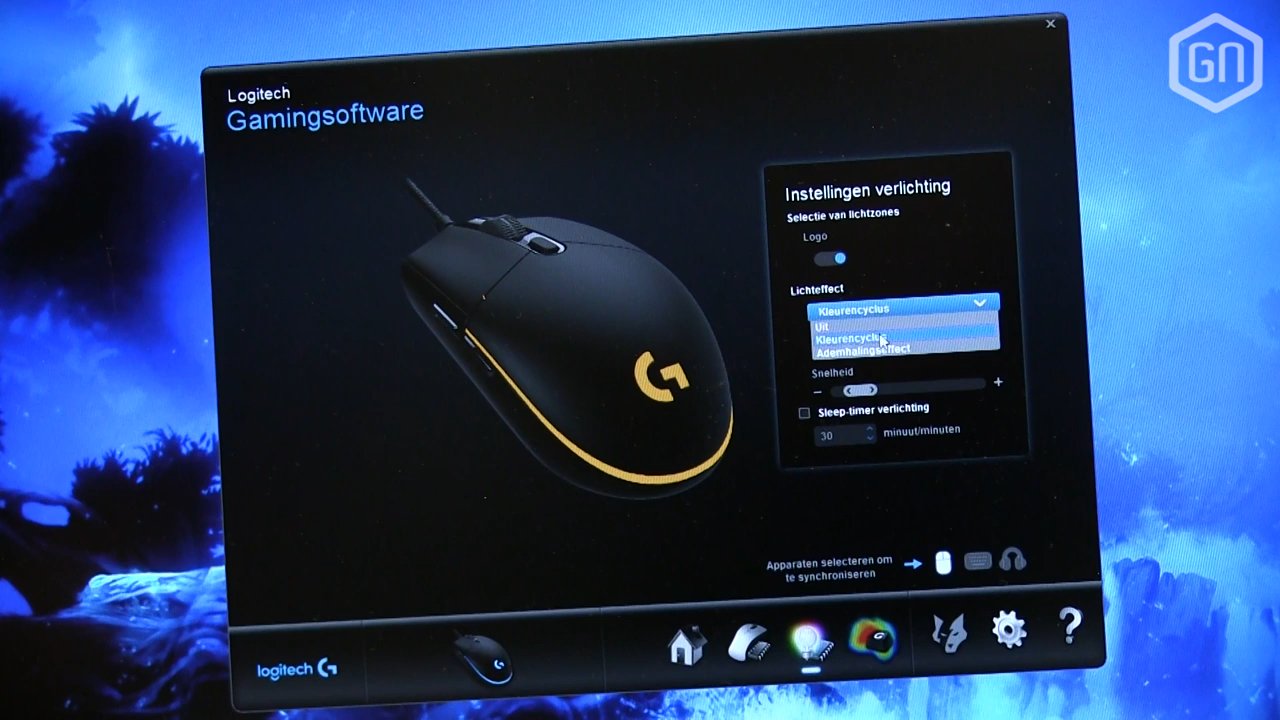 GN
Logitech
Gamingsoftware
Instellingen verlichting
Selectie van lichtzones
Logo
Lichteffect
Kleurencyclus
Uit
Kleurencyclus
Ademhalingseffect
Snelheid
- +
Sleep-timer verlichting
30 minuut/minuten
Apparaten selecteren om
te synchroniseren
logitech G
?